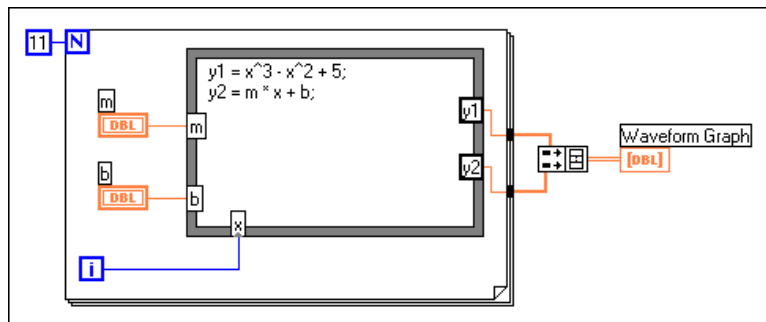 11 N
y1 = x^3 - x^2 + 5;
y2 = m * x + b;
m
DBL
m
y1
Waveform Graph
[DBL]
b
DBL
b
y2
x
i